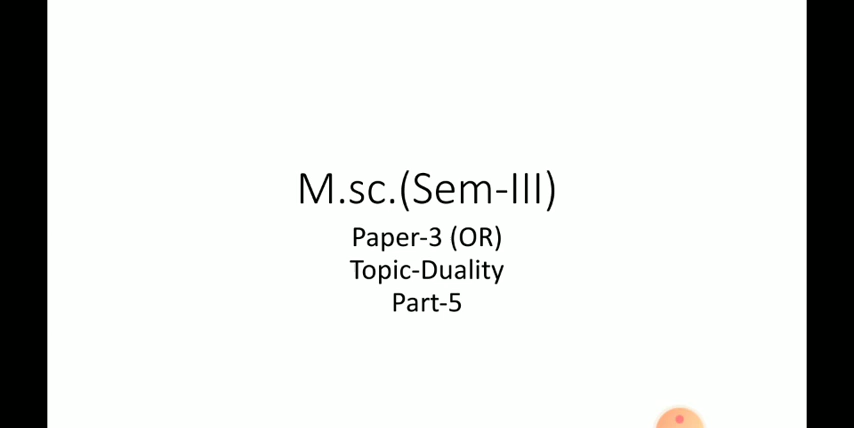 M.sc.(Sem-III)
Paper-3 (OR)
Topic-Duality
Part-5